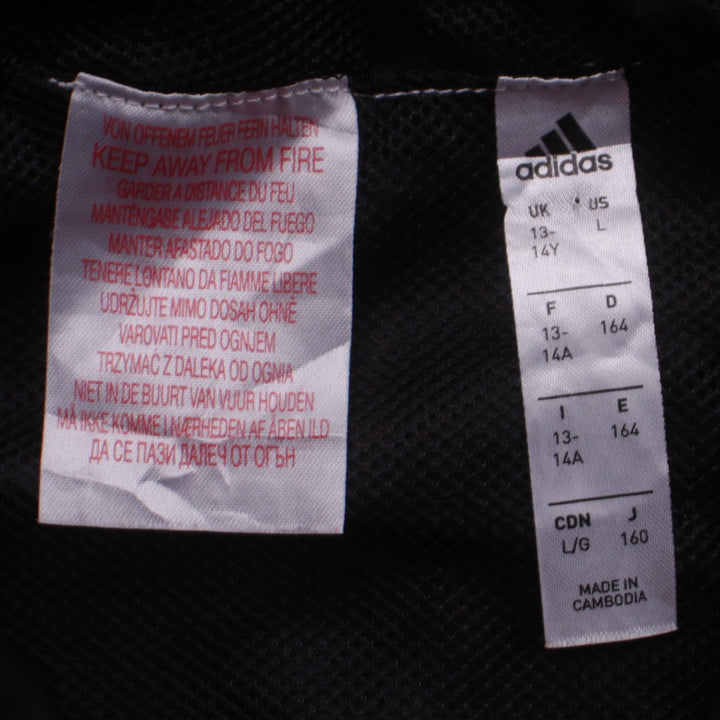 VON OFFENEM FEUER FERN HALTEN
KEEP AWAY FROM FIRE
GARDER A DISTANCE DU FEU
MANTÉNGASE ALEJADO DEL FUEGO
MANTER AFASTADO DO FOGO
TENERE LONTANO DA FIAMME LIBERE
UDRŽUJTE MIMO DOSAH OHNĚ
VAROVATI PRED OGNJEM
TRZYMAC Z DALEKA OD OGNIA
NIET IN DE BUURT VAN VUUR HOUDEN
MÅ IKKE KOMME I NÆRHEDEN AF ÅBEN ILD
ДА СЕ ПАЗИ ДАЛЕЧ ОТ ОГЪН
adidas
UK US
13- L
14Y
F D
13- 164
14A
I E
13- 164
14A
CDN J
L/G 160
MADE IN
CAMBODIA